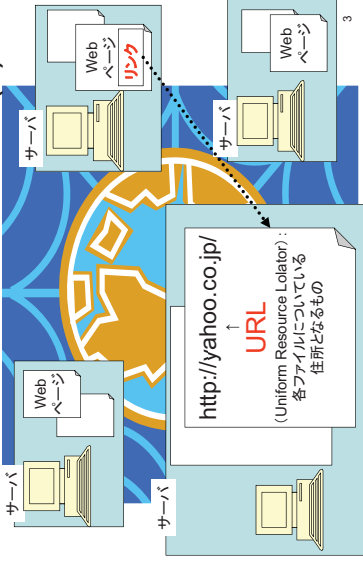 サーバ
Web
ページ
サーバ
Web
ページ
リンク
サーバ
http://yahoo.co.jp/
↑
URL
(Uniform Resource Lolator):
各ファイルについている
住所となるもの
サーバ
Web
ページ
3